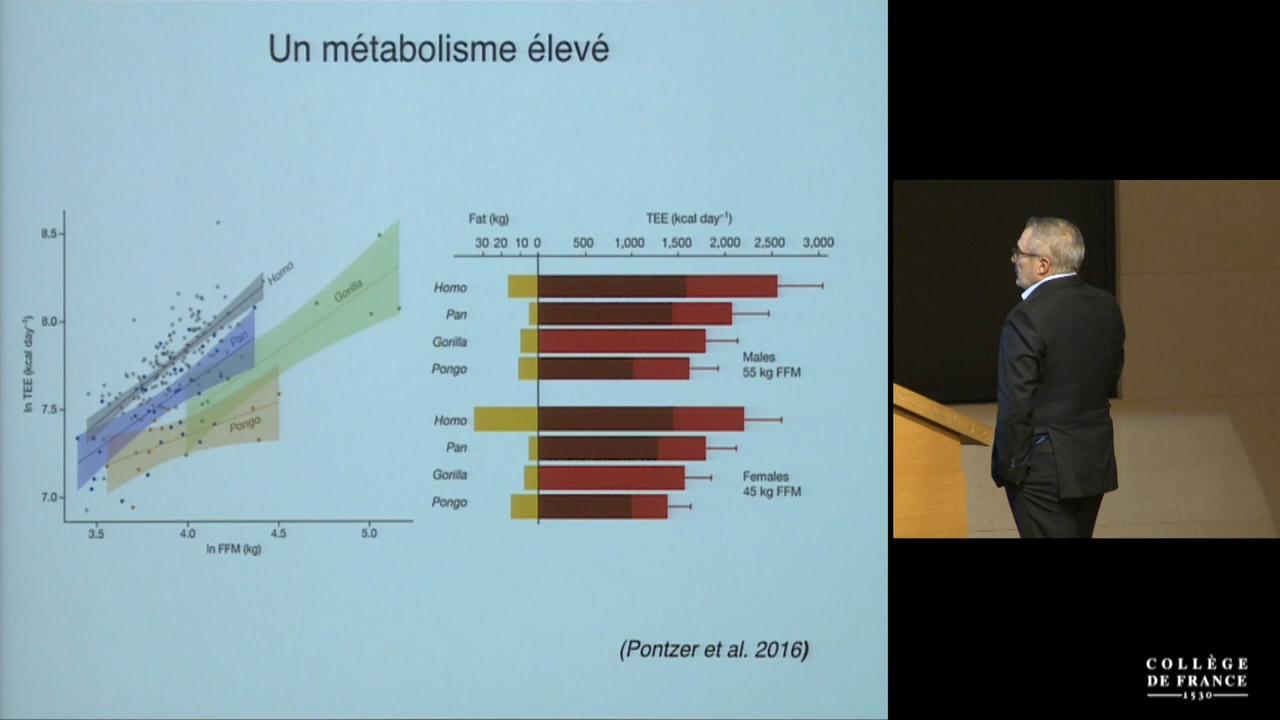 Un métabolisme élevé
ln TEE (kcal day⁻¹)
8.5
8.0
7.5
7.0
3.5 4.0 4.5 5.0
ln FFM (kg)
Homo
Pan
Gorilla
Pongo
Fat (kg) TEE (kcal day⁻¹)
30 20 10 0 500 1,000 1,500 2,000 2,500 3,000
Homo
Pan
Gorilla
Pongo
Males
55 kg FFM
Homo
Pan
Gorilla
Pongo
Females
45 kg FFM
(Pontzer et al. 2016)
COLLÈGE
DE FRANCE
1530